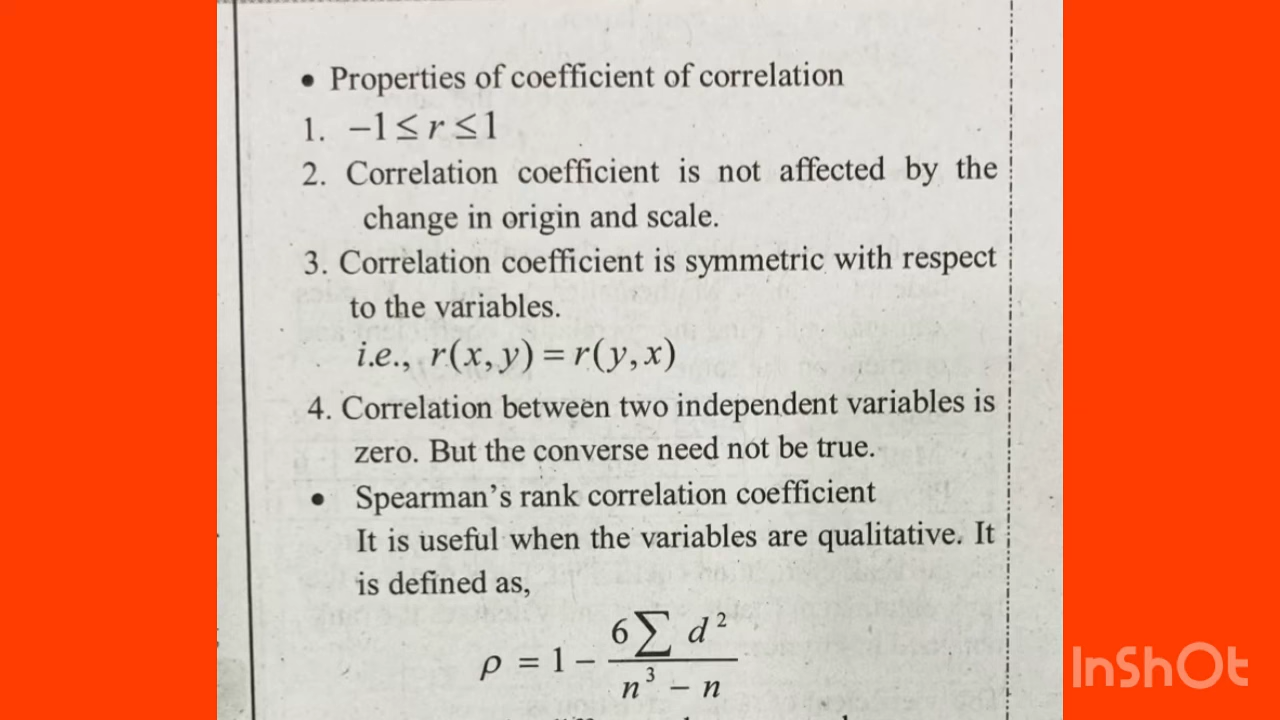 • Properties of coefficient of correlation
1. −1 ≤ r ≤ 1
2. Correlation coefficient is not affected by the
change in origin and scale.
3. Correlation coefficient is symmetric with respect
to the variables.
i.e., r(x, y) = r(y, x)
4. Correlation between two independent variables is
zero. But the converse need not be true.
• Spearman's rank correlation coefficient
It is useful when the variables are qualitative. It
is defined as,
ρ = 1 − 6∑ d² / n³ − n
InShOt